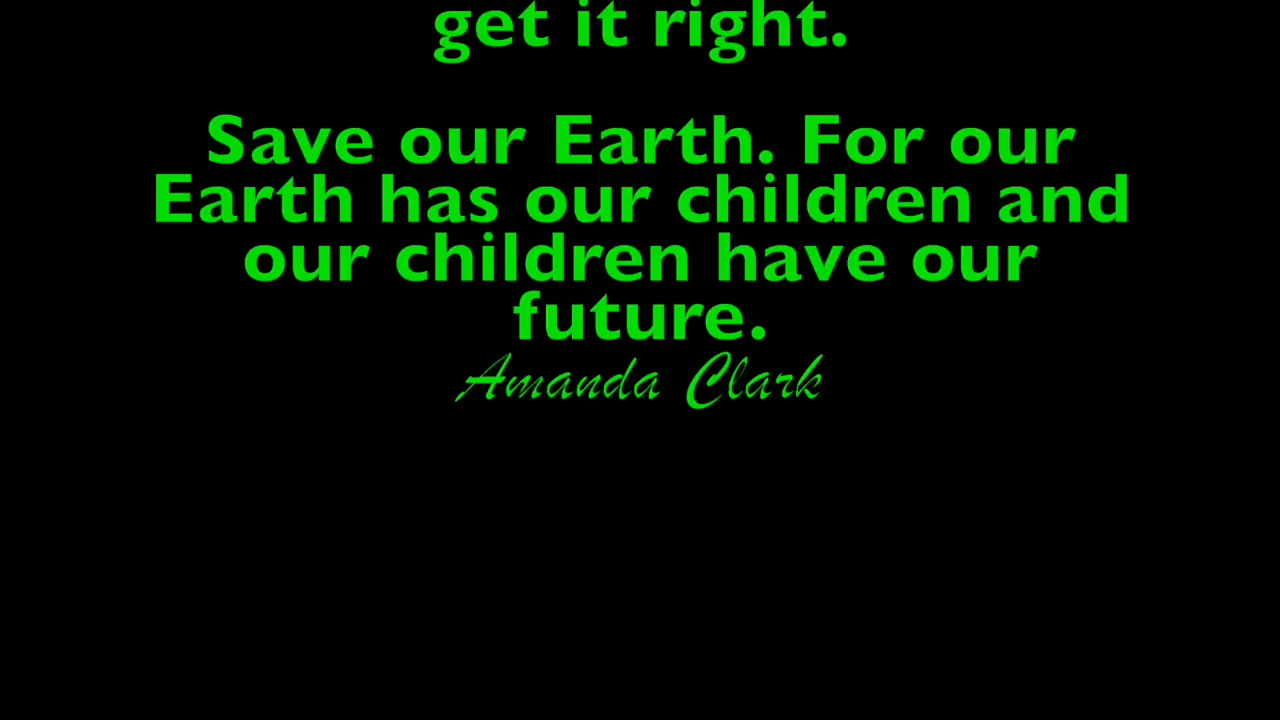 get it right.
Save our Earth. For our
Earth has our children and
our children have our
future.
Amanda Clark